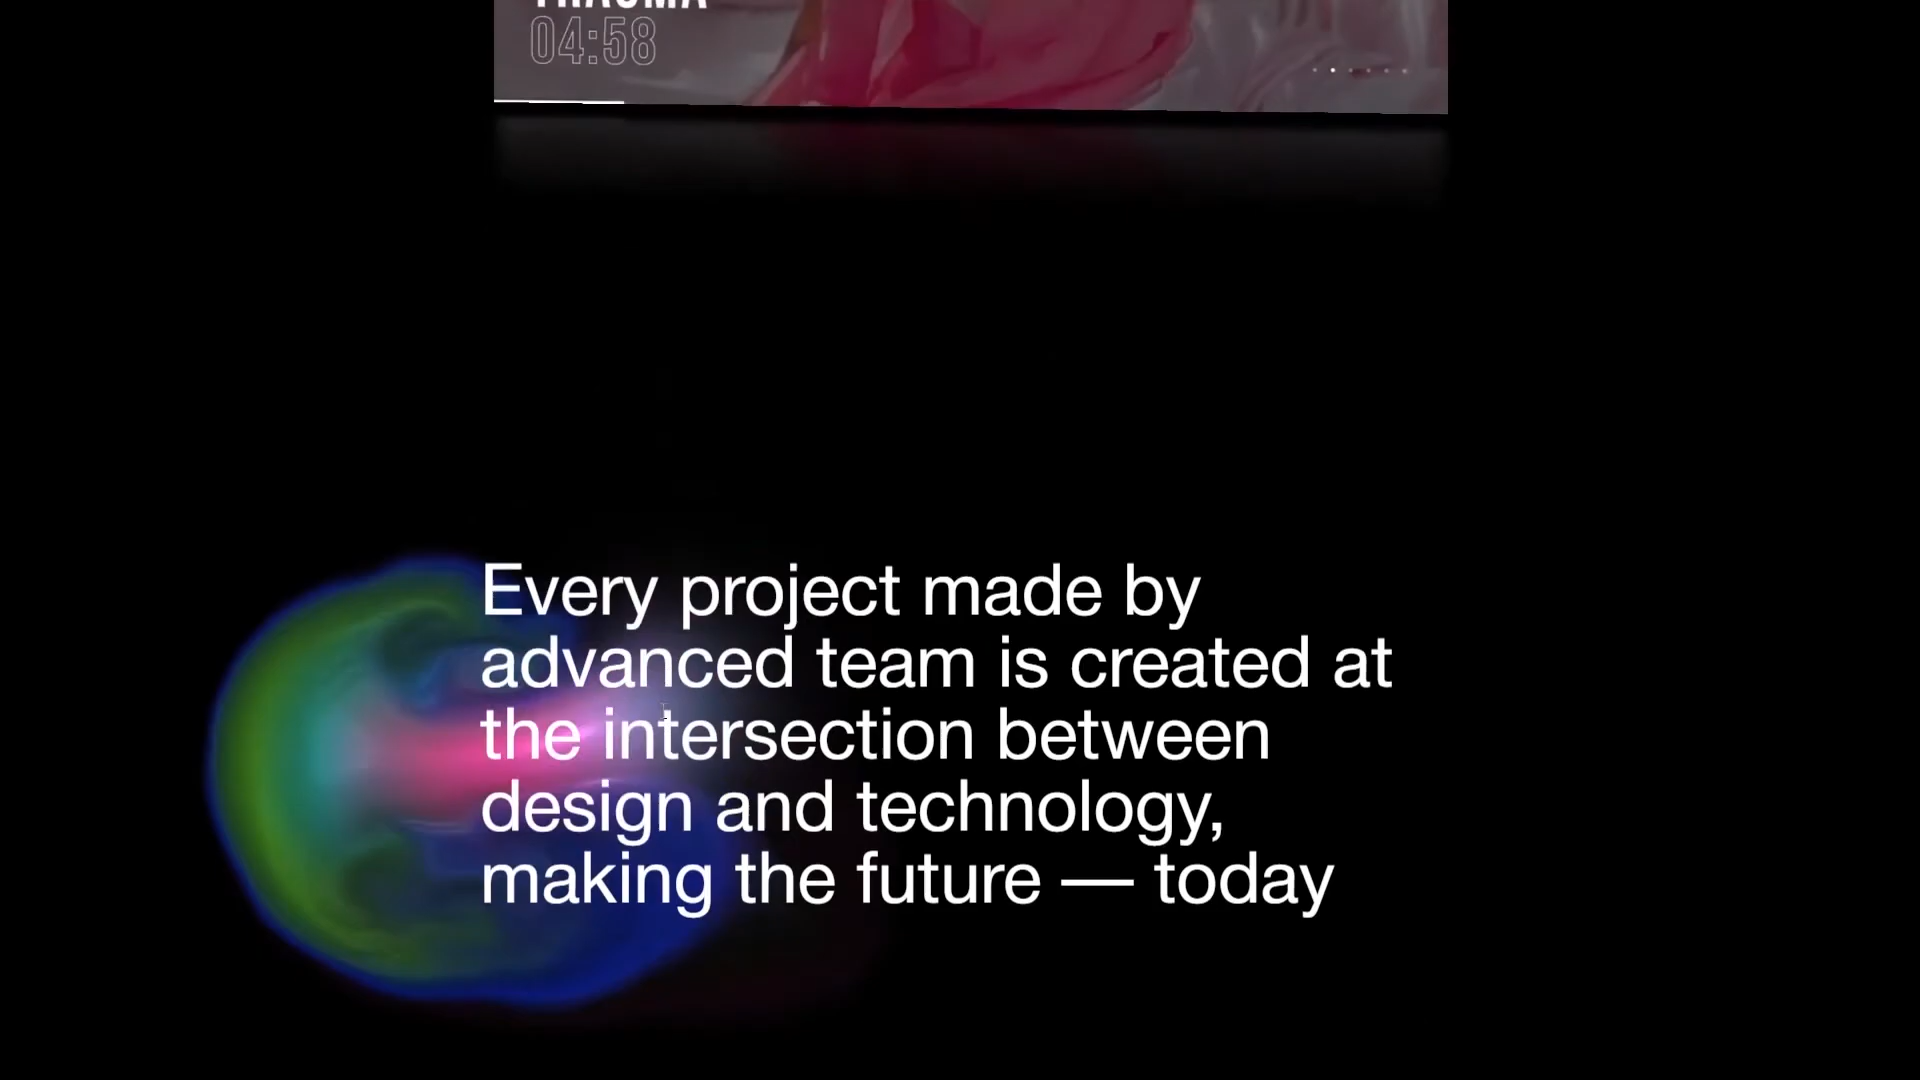 TRAUMA
04:58
Every project made by
advanced team is created at
the intersection between
design and technology,
making the future — today